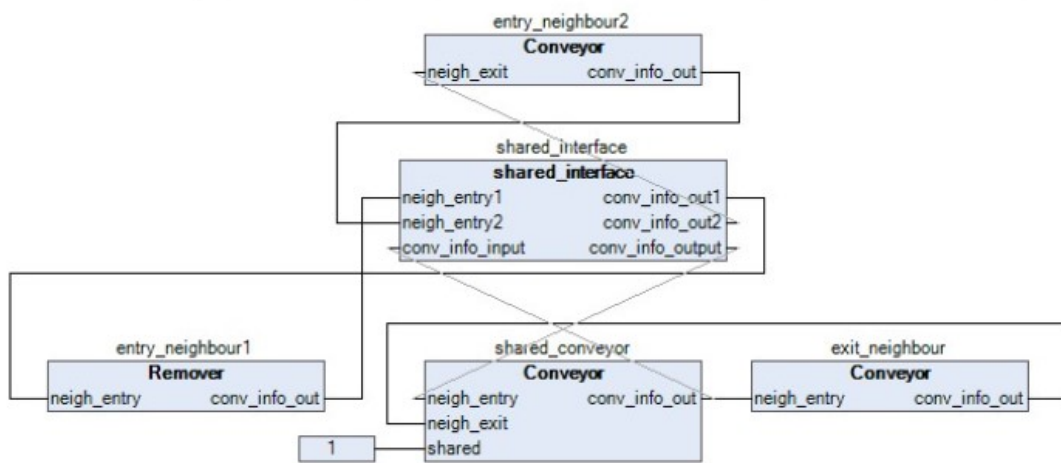 entry_neighbour2
Conveyor
neigh_exit conv_info_out
shared_interface
shared_interface
neigh_entry1 conv_info_out1
neigh_entry2 conv_info_out2
conv_info_input conv_info_output
entry_neighbour1
Remover
neigh_entry conv_info_out
shared_conveyor
Conveyor
neigh_entry conv_info_out
neigh_exit
1 shared
exit_neighbour
Conveyor
neigh_entry conv_info_out